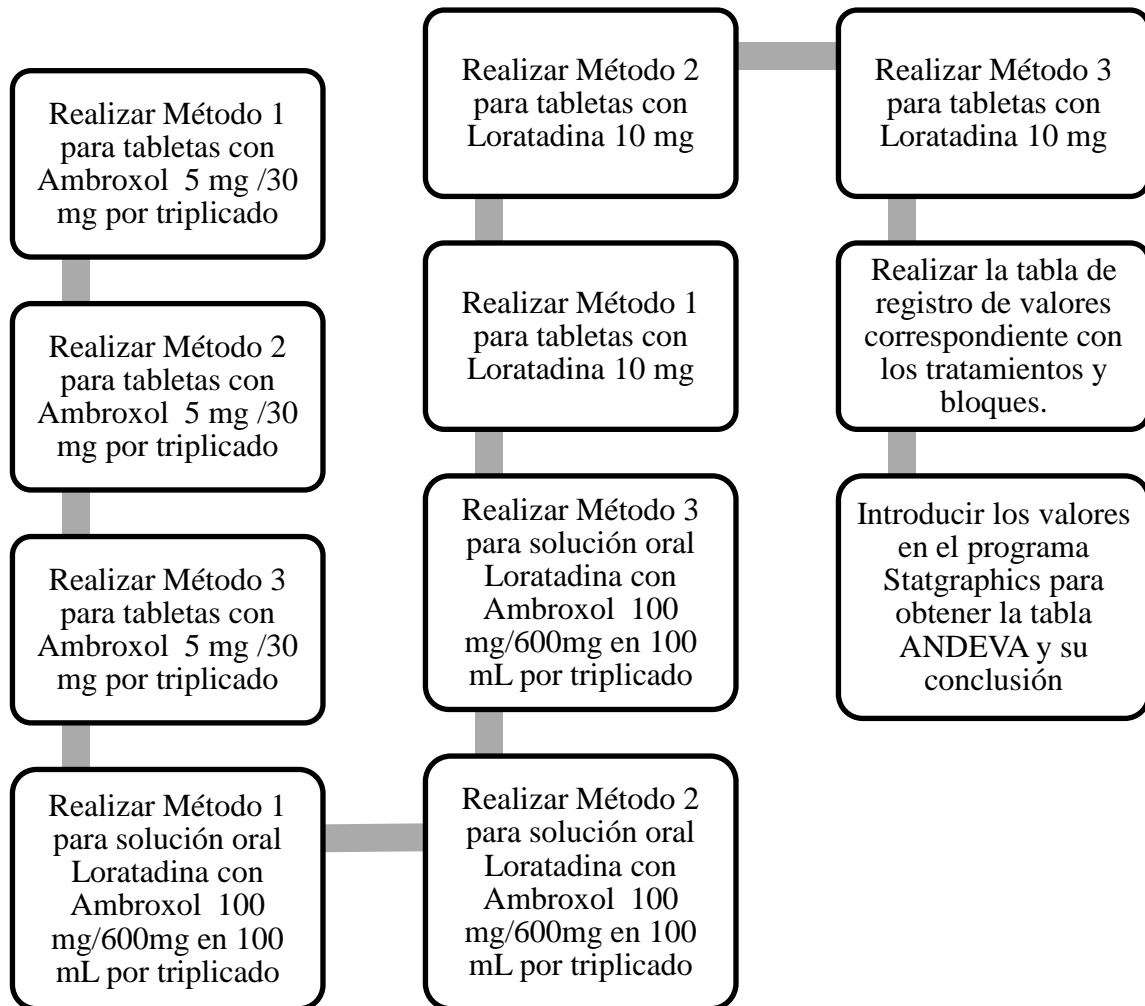 Realizar Método 1
para tabletas con
Ambroxol 5 mg /30
mg por triplicado
Realizar Método 2
para tabletas con
Ambroxol 5 mg /30
mg por triplicado
Realizar Método 3
para tabletas con
Ambroxol 5 mg /30
mg por triplicado
Realizar Método 1
para solución oral
Loratadina con
Ambroxol 100
mg/600mg en 100
mL por triplicado
Realizar Método 2
para solución oral
Loratadina con
Ambroxol 100
mg/600mg en 100
mL por triplicado
Realizar Método 3
para solución oral
Loratadina con
Ambroxol 100
mg/600mg en 100
mL por triplicado
Realizar Método 1
para tabletas con
Loratadina 10 mg
Realizar Método 2
para tabletas con
Loratadina 10 mg
Realizar Método 3
para tabletas con
Loratadina 10 mg
Realizar la tabla de
registro de valores
correspondiente con
los tratamientos y
bloques.
Introducir los valores
en el programa
Statgraphics para
obtener la tabla
ANDEVA y su
conclusión